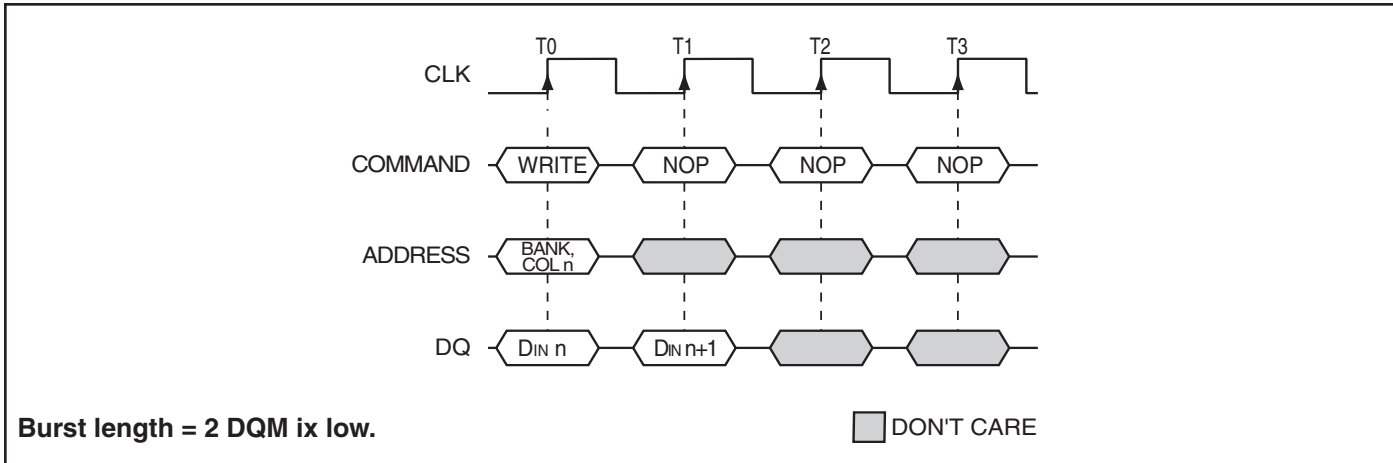 T0 T1 T2 T3
CLK
COMMAND WRITE NOP NOP NOP
ADDRESS BANK,
COL n
DQ DIN n DIN n+1
Burst length = 2 DQM ix low. DON'T CARE